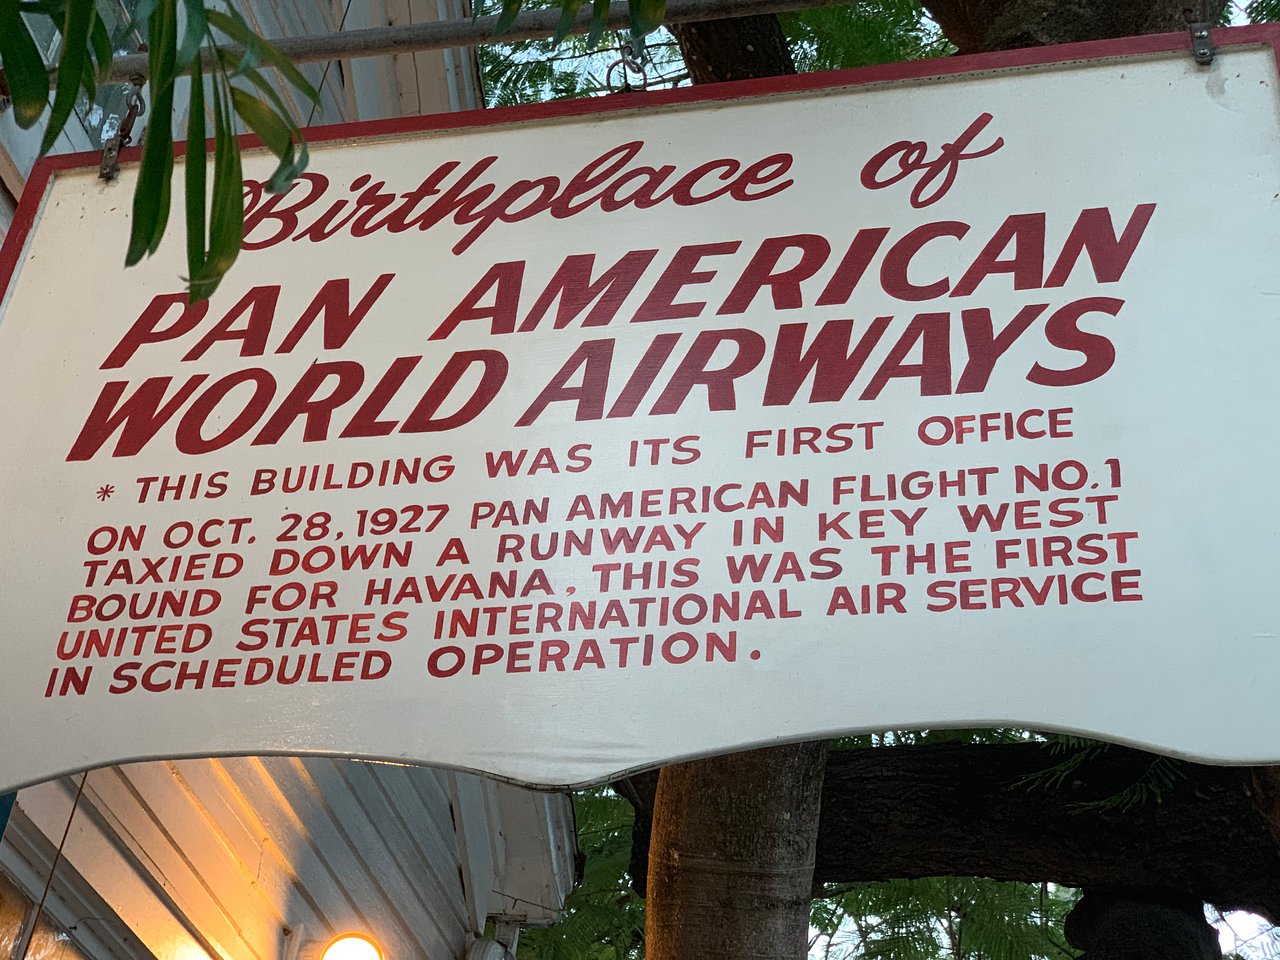 Birthplace of
PAN AMERICAN
WORLD AIRWAYS
* THIS BUILDING WAS ITS FIRST OFFICE
ON OCT. 28, 1927 PAN AMERICAN FLIGHT NO. 1
TAXIED DOWN A RUNWAY IN KEY WEST
BOUND FOR HAVANA, THIS WAS THE FIRST
UNITED STATES INTERNATIONAL AIR SERVICE
IN SCHEDULED OPERATION.